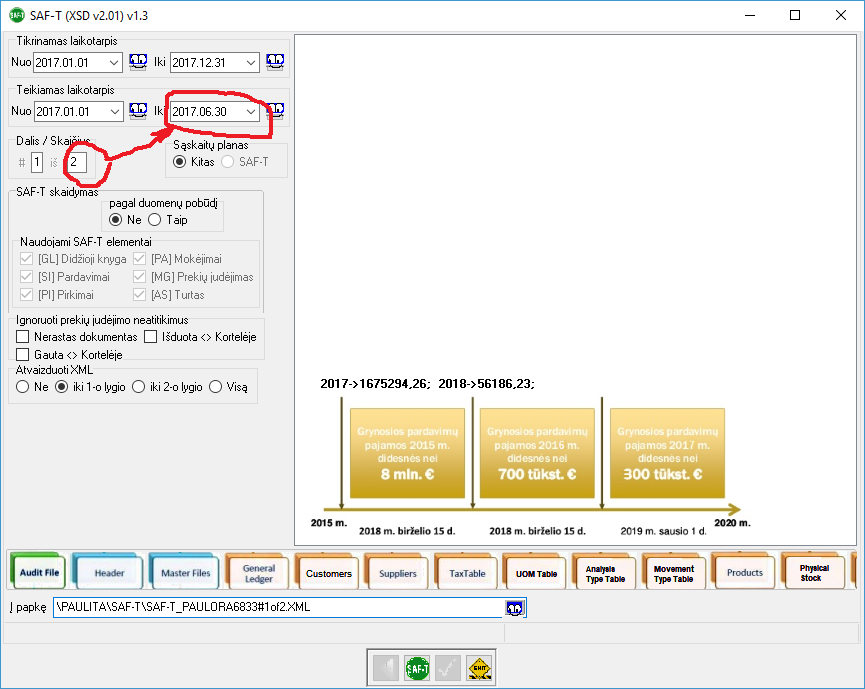 SAF-T (XSD v2.01) v1.3
Tikrinamas laikotarpis
Nuo 2017.01.01 Iki 2017.12.31
Teikiamas laikotarpis
Nuo 2017.01.01 Iki 2017.06.30
Dalis / Skaičius
# 1 iš 2
Sąskaitų planas
Kitas SAF-T
SAF-T skaidymas
pagal duomenų pobūdį
Ne Taip
Naudojami SAF-T elementai
[GL] Didžioji knyga [PA] Mokėjimai
[SI] Pardavimai [MG] Prekių judėjimas
[PI] Pirkimai [AS] Turtas
Ignoruoti prekių judėjimo neatitikimus
Nerastas dokumentas Išduota <> Kortelėje
Gauta <> Kortelėje
Atvaizduoti XML
Ne iki 1-o lygio iki 2-o lygio Visą
2017->1675294,26; 2018->56186,23;
Grynosios pardavimų
pajamos 2015 m.
didesnės nei
8 mln. €
Grynosios pardavimų
pajamos 2016 m.
didesnės nei
700 tūkst. €
Grynosios pardavimų
pajamos 2017 m.
didesnės nei
300 tūkst. €
2015 m. 2020 m.
2018 m. birželio 15 d. 2018 m. birželio 15 d. 2019 m. sausio 1 d.
Audit File
Header
Master Files
General
Ledger
Customers
Suppliers
TaxTable
UOM Table
Analysis
Type Table
Movement
Type Table
Products
Physical
Stock
Į papkę \PAULITA\SAF-T\SAF-T_PAULORA6833#1of2.XML
SAF-T
EXIT